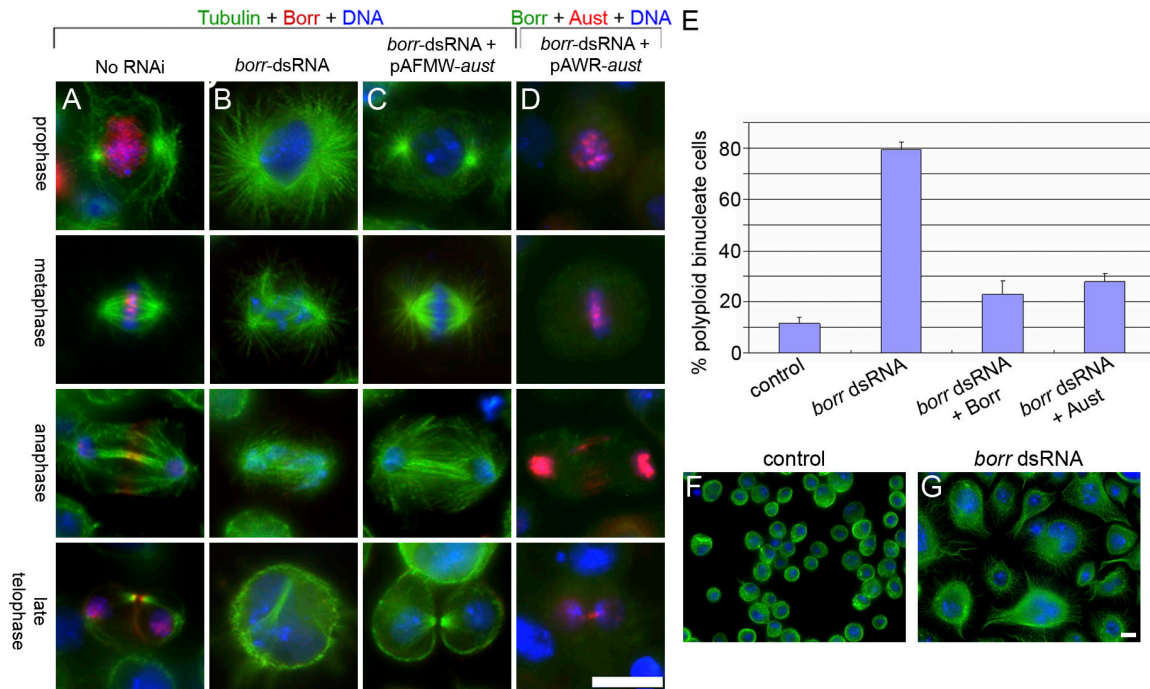 Tubulin + Borr + DNA
Borr + Aust + DNA
No RNAi
borr-dsRNA
borr-dsRNA +
pAFMW-aust
borr-dsRNA +
pAWR-aust
A
B
C
D
prophase
metaphase
anaphase
late
telophase
E
% polyploid binucleate cells
80
60
40
20
0
control
borr dsRNA
borr dsRNA
+ Borr
borr dsRNA
+ Aust
control
borr dsRNA
F
G